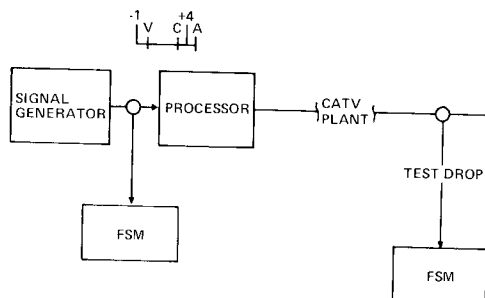 -1 V C +4 A
SIGNAL
GENERATOR
PROCESSOR
CATV
PLANT
TEST DROP
FSM
FSM